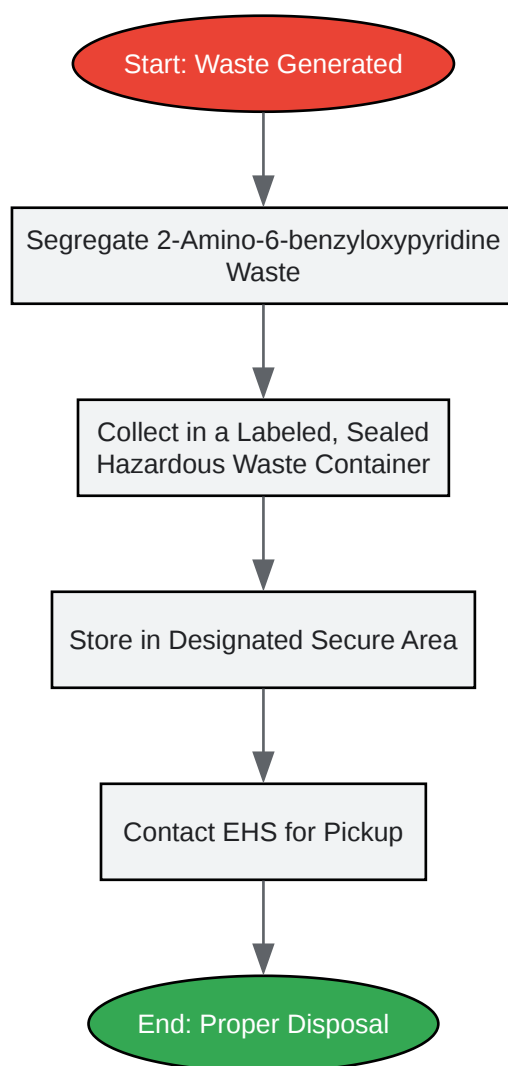 Start: Waste Generated
Segregate 2-Amino-6-benzyloxypyridine
Waste
Collect in a Labeled, Sealed
Hazardous Waste Container
Store in Designated Secure Area
Contact EHS for Pickup
End: Proper Disposal